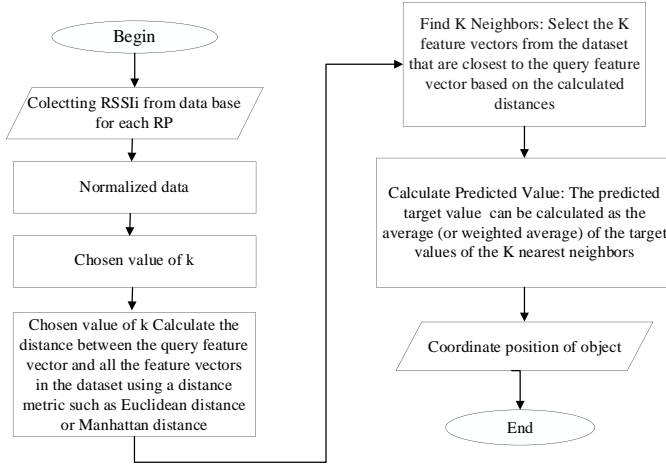 Begin
Colectting RSSIi from data base
for each RP
Normalized data
Chosen value of k
Chosen value of k Calculate the
distance between the query feature
vector and all the feature vectors
in the dataset using a distance
metric such as Euclidean distance
or Manhattan distance
Find K Neighbors: Select the K
feature vectors from the dataset
that are closest to the query feature
vector based on the calculated
distances
Calculate Predicted Value: The predicted
target value can be calculated as the
average (or weighted average) of the target
values of the K nearest neighbors
Coordinate position of object
End